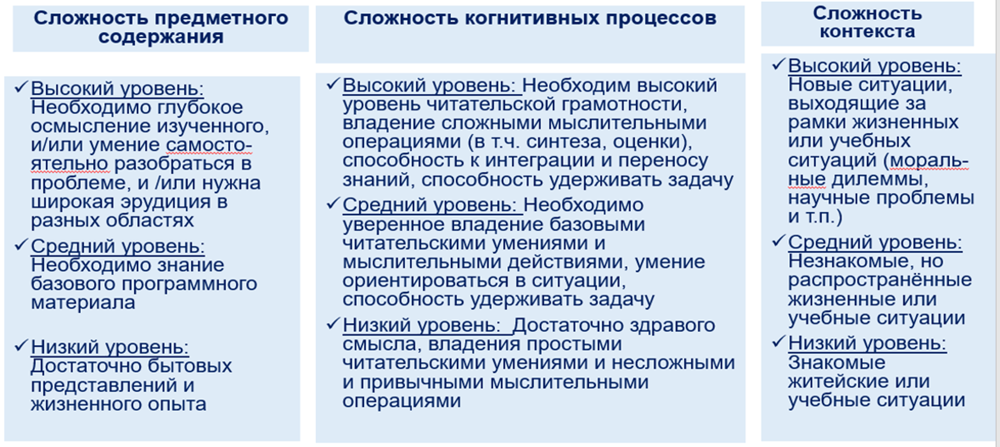 Сложность предметного
содержания
✓Высокий уровень:
Необходимо глубокое
осмысление изученного,
и/или умение самосто-
ятельно разобраться в
проблеме, и /или нужна
широкая эрудиция в
разных областях
✓Средний уровень:
Необходимо знание
базового программного
материала
✓Низкий уровень:
Достаточно бытовых
представлений и
жизненного опыта
Сложность когнитивных процессов
✓Высокий уровень: Необходим высокий
уровень читательской грамотности,
владение сложными мыслительными
операциями (в т.ч. синтеза, оценки),
способность к интеграции и переносу
знаний, способность удерживать задачу
✓Средний уровень: Необходимо
уверенное владение базовыми
читательскими умениями и
мыслительными действиями, умение
ориентироваться в ситуации,
способность удерживать задачу
✓Низкий уровень: Достаточно здравого
смысла, владения простыми
читательскими умениями и несложными
и привычными мыслительными
операциями
Сложность
контекста
✓Высокий уровень:
Новые ситуации,
выходящие за
рамки жизненных
или учебных
ситуаций (мораль-
ные дилеммы,
научные проблемы
и т.п.)
✓Средний уровень:
Незнакомые, но
распространённые
жизненные или
учебные ситуации
✓Низкий уровень:
Знакомые
житейские или
учебные ситуации